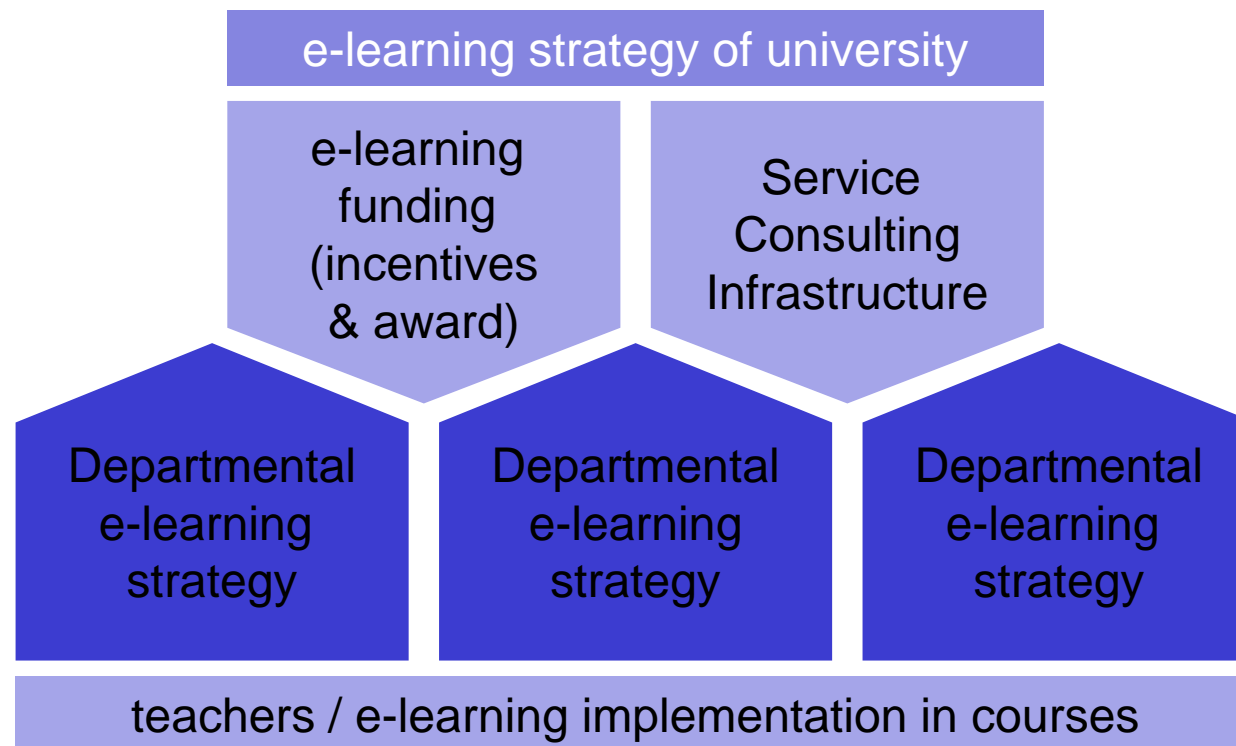 e-learning strategy of university
e-learning
funding
(incentives
& award)
Service
Consulting
Infrastructure
Departmental
e-learning
strategy
Departmental
e-learning
strategy
Departmental
e-learning
strategy
teachers / e-learning implementation in courses